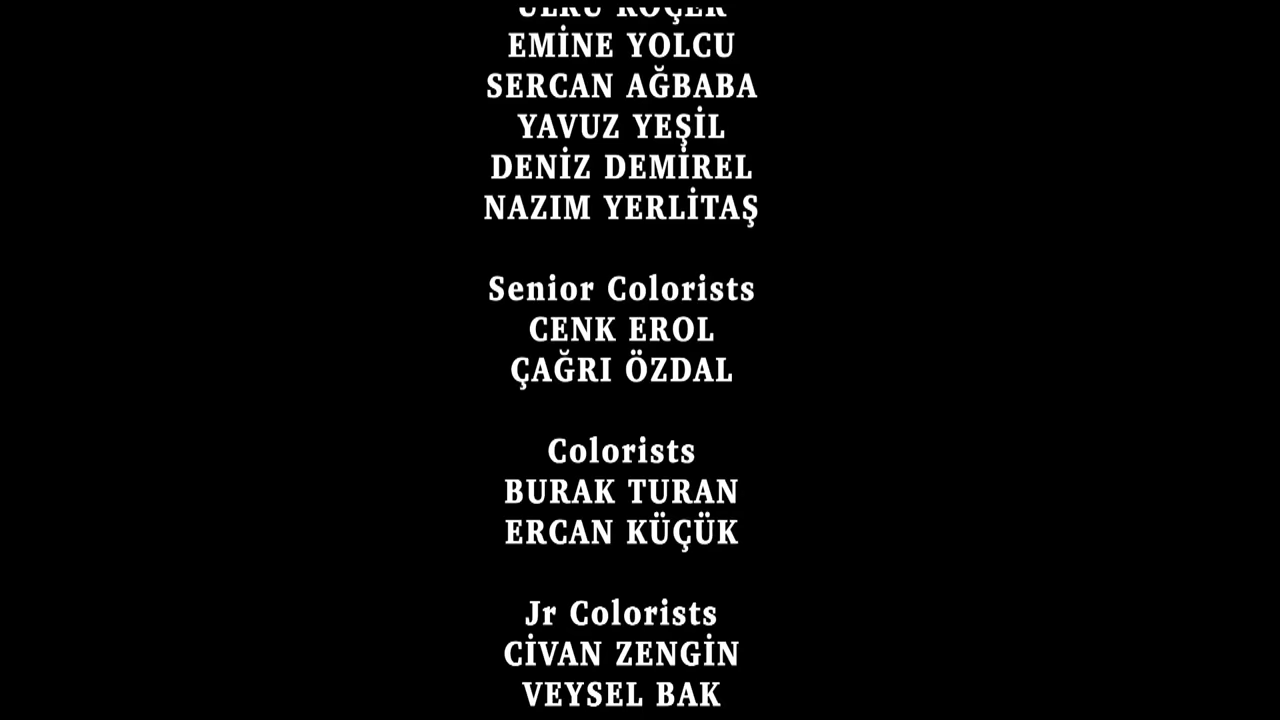 EMİNE YOLCU
SERCAN AĞBABA
YAVUZ YEŞİL
DENİZ DEMİREL
NAZIM YERLİTAŞ
Senior Colorists
CENK EROL
ÇAĞRI ÖZDAL
Colorists
BURAK TURAN
ERCAN KÜÇÜK
Jr Colorists
CİVAN ZENGİN
VEYSEL BAK